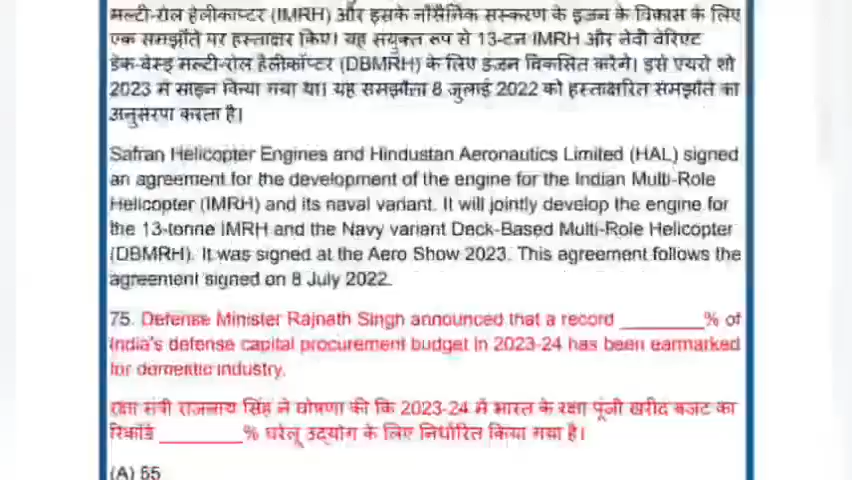 मल्टी-रोल हेलीकाप्टर (IMRH) और इसके नौसैनिक संस्करण के इंजन के विकास के लिए
एक समझौते पर हस्ताक्षर किए। यह संयुक्त रूप से 13-टन IMRH और नेवी वेरिएंट
डेक-बेस्ड मल्टी-रोल हेलीकॉप्टर (DBMRH) के लिए इंजन विकसित करेगी। इसे एयरो शो
2023 में साइन किया गया था। यह समझौता 8 जुलाई 2022 को हस्ताक्षरित समझौते का
अनुसरण करता है।
Safran Helicopter Engines and Hindustan Aeronautics Limited (HAL) signed
an agreement for the development of the engine for the Indian Multi-Role
Helicopter (IMRH) and its naval variant. It will jointly develop the engine for
the 13-tonne IMRH and the Navy variant Deck-Based Multi-Role Helicopter
(DBMRH). It was signed at the Aero Show 2023. This agreement follows the
agreement signed on 8 July 2022.
75. Defense Minister Rajnath Singh announced that a record ________% of
India's defense capital procurement budget in 2023-24 has been earmarked
for domestic industry.
रक्षा मंत्री राजनाथ सिंह ने घोषणा की कि 2023-24 में भारत के रक्षा पूंजी खरीद बजट का
रिकॉर्ड ________% घरेलू उद्योग के लिए निर्धारित किया गया है।
(A) 55